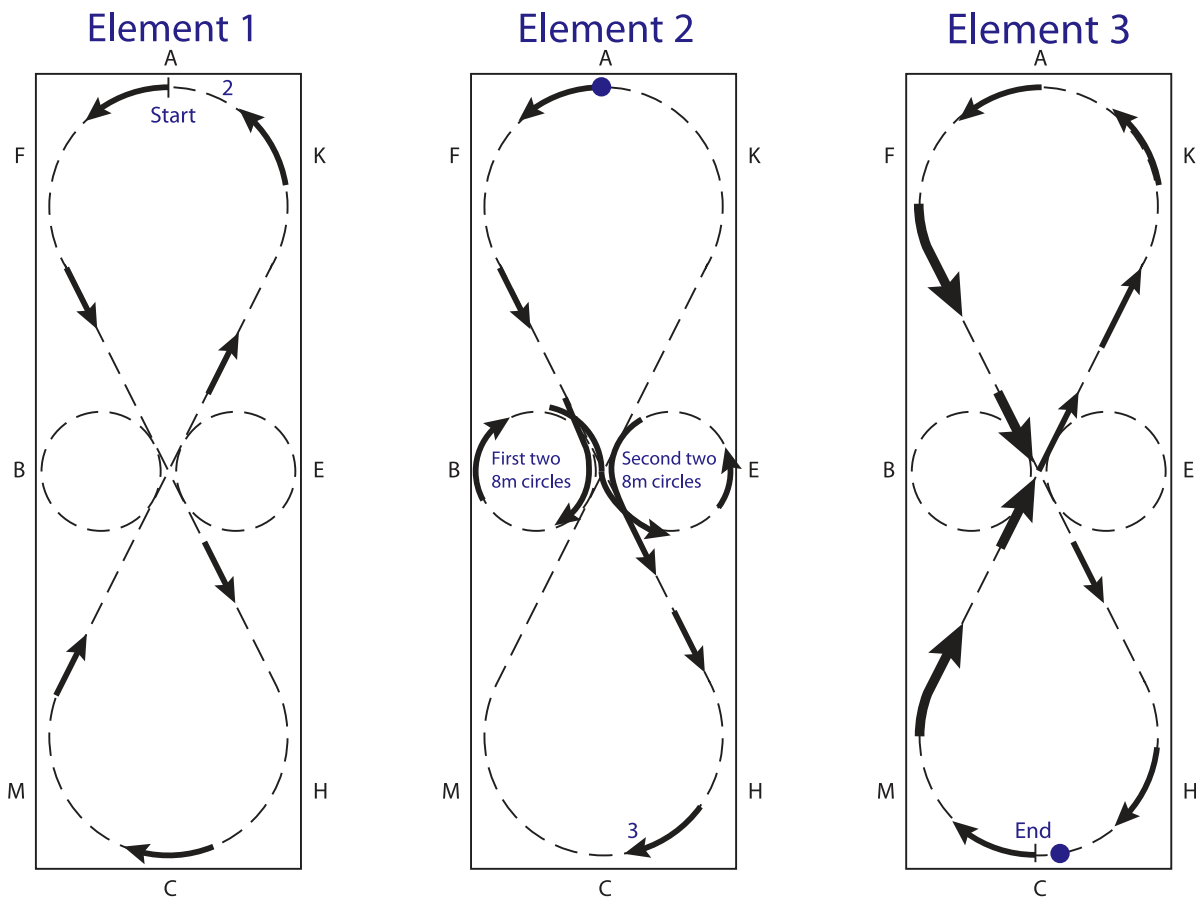 Element 1
A
2
Start
F
K
B
E
M
H
C
Element 2
A
F
K
B
First two
8m circles
Second two
8m circles
E
M
H
3
C
Element 3
A
F
K
B
E
M
H
End
C